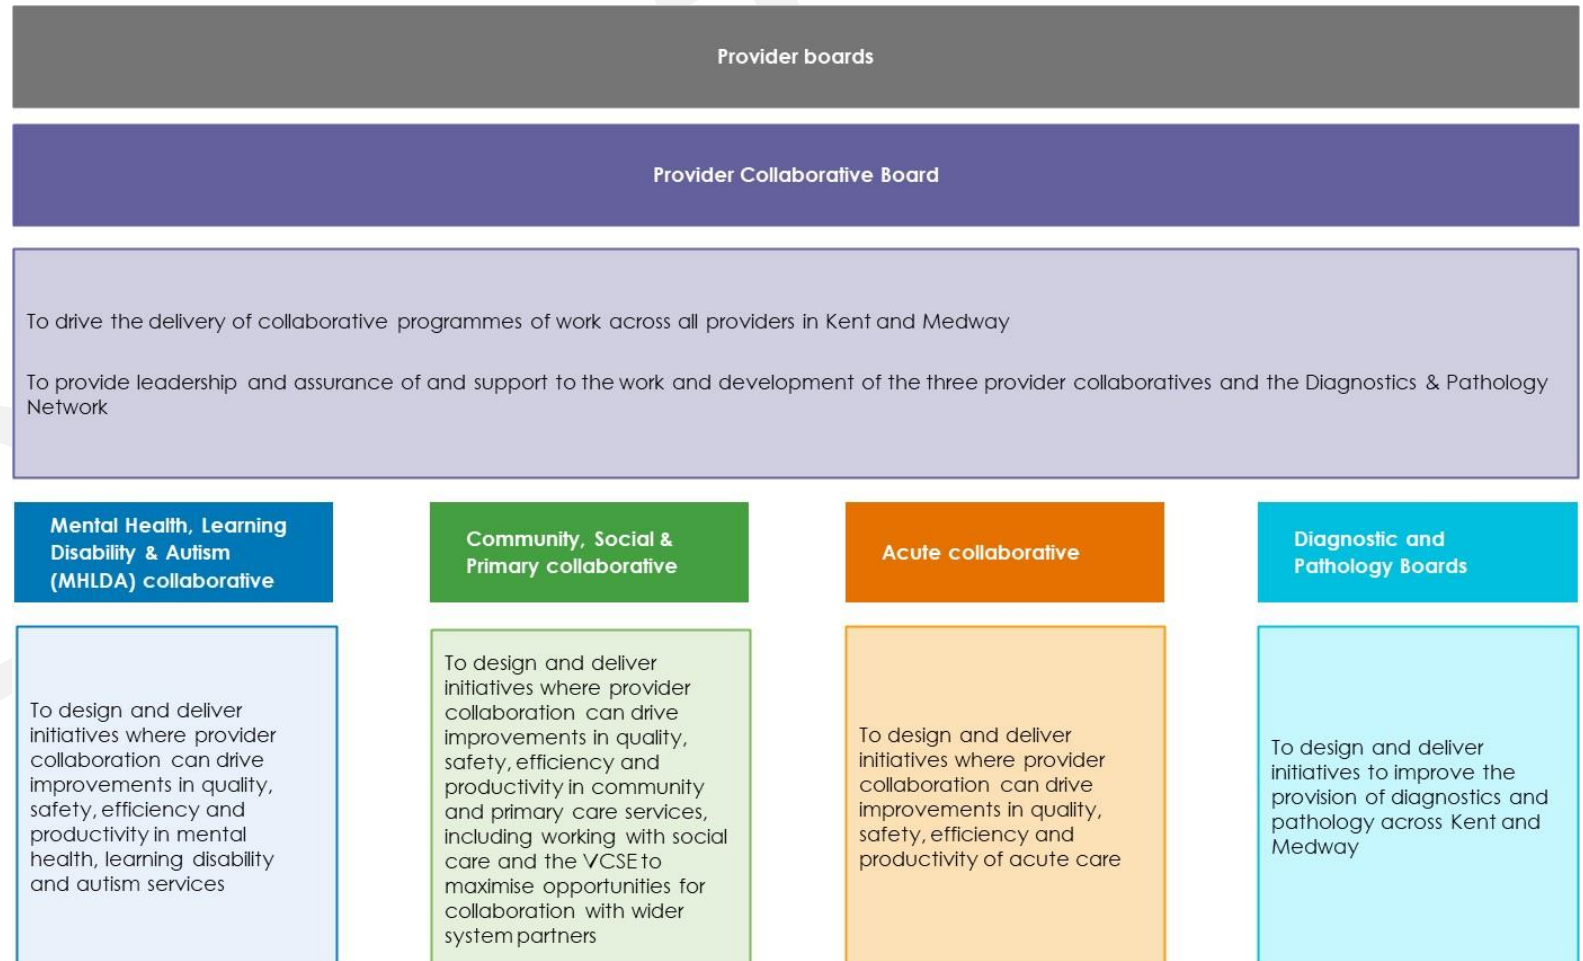 Provider boards
Provider Collaborative Board
To drive the delivery of collaborative programmes of work across all providers in Kent and Medway
To provide leadership and assurance of and support to the work and development of the three provider collaboratives and the Diagnostics & Pathology
Network
Mental Health, Learning
Disability & Autism
(MHLDA) collaborative
To design and deliver
initiatives where provider
collaboration can drive
improvements in quality,
safety, efficiency and
productivity in mental
health, learning disability
and autism services
Community, Social &
Primary collaborative
To design and deliver
initiatives where provider
collaboration can drive
improvements in quality,
safety, efficiency and
productivity in community
and primary care services,
including working with social
care and the VCSE to
maximise opportunities for
collaboration with wider
system partners
Acute collaborative
To design and deliver
initiatives where provider
collaboration can drive
improvements in quality,
safety, efficiency and
productivity of acute care
Diagnostic and
Pathology Boards
To design and deliver
initiatives to improve the
provision of diagnostics and
pathology across Kent and
Medway